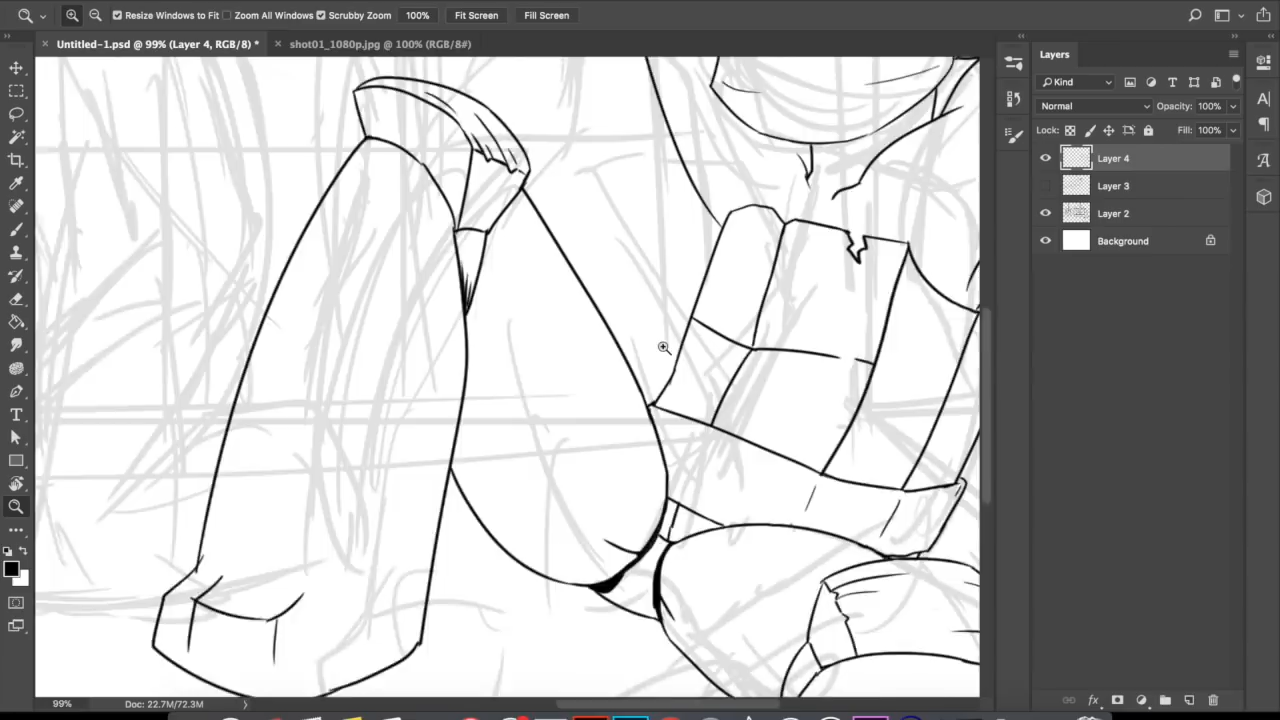 Resize Windows to Fit Zoom All Windows Scrubby Zoom 100% Fit Screen Fill Screen
Untitled-1.psd @ 99% (Layer 4, RGB/8) * shot01_1080p.jpg @ 100% (RGB/8#)
Layers
Kind
Normal Opacity: 100%
Lock: Fill: 100%
Layer 4
Layer 3
Layer 2
Background
99% Doc: 22.7M/72.3M